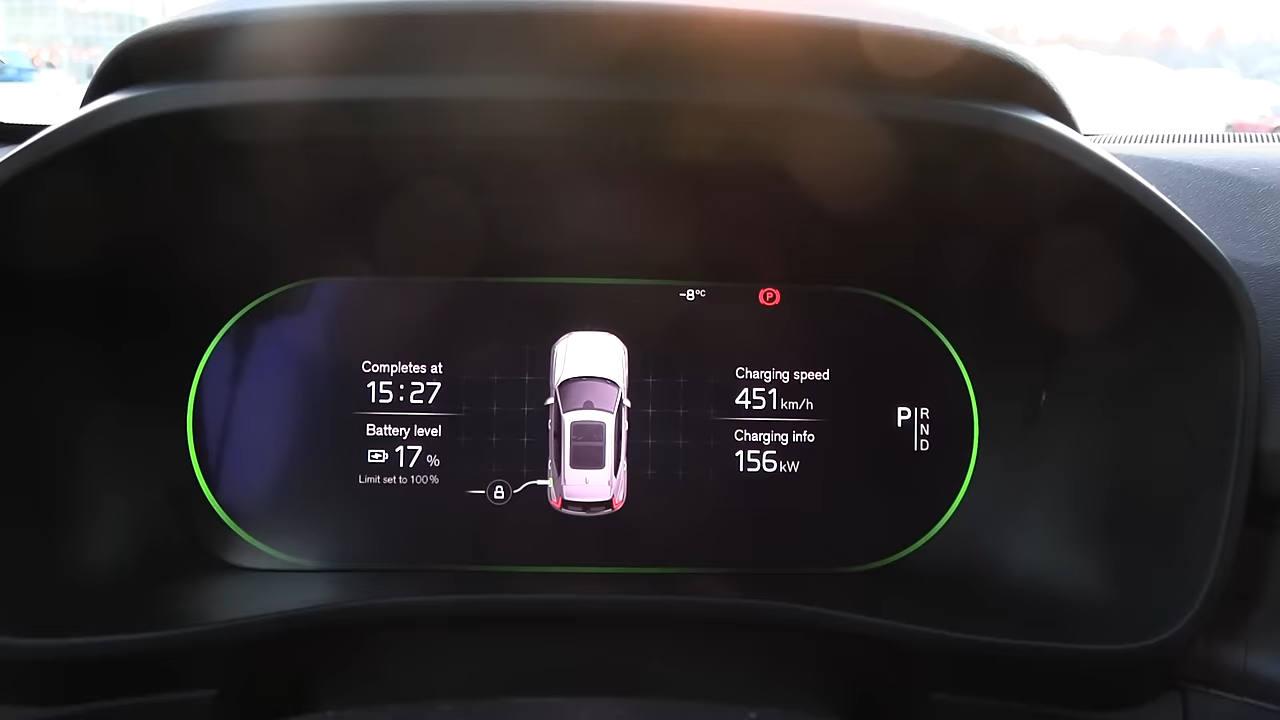 -8°C
P
Completes at
15:27
Battery level
17 %
Limit set to 100%
Charging speed
451 km/h
Charging info
156 kW
P
R
N
D